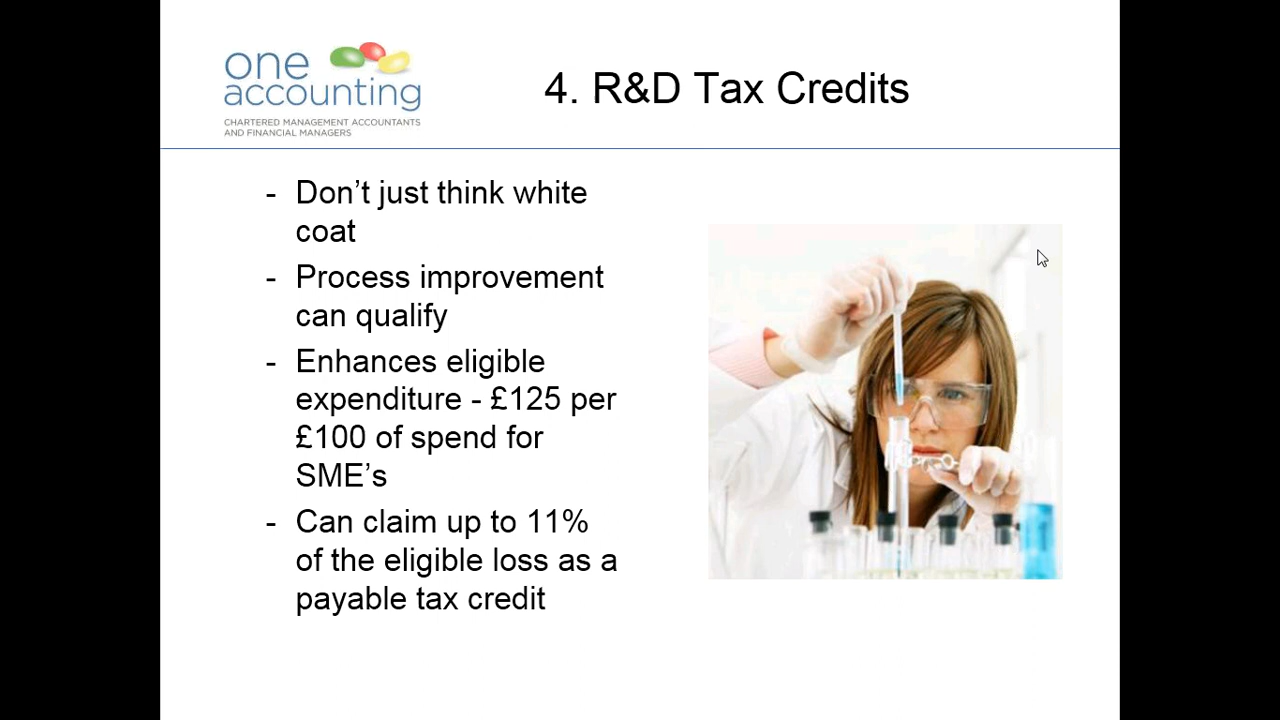 one
accounting
CHARTERED MANAGEMENT ACCOUNTANTS
AND FINANCIAL MANAGERS
4. R&D Tax Credits
- Don’t just think white
coat
- Process improvement
can qualify
- Enhances eligible
expenditure - £125 per
£100 of spend for
SME’s
- Can claim up to 11%
of the eligible loss as a
payable tax credit